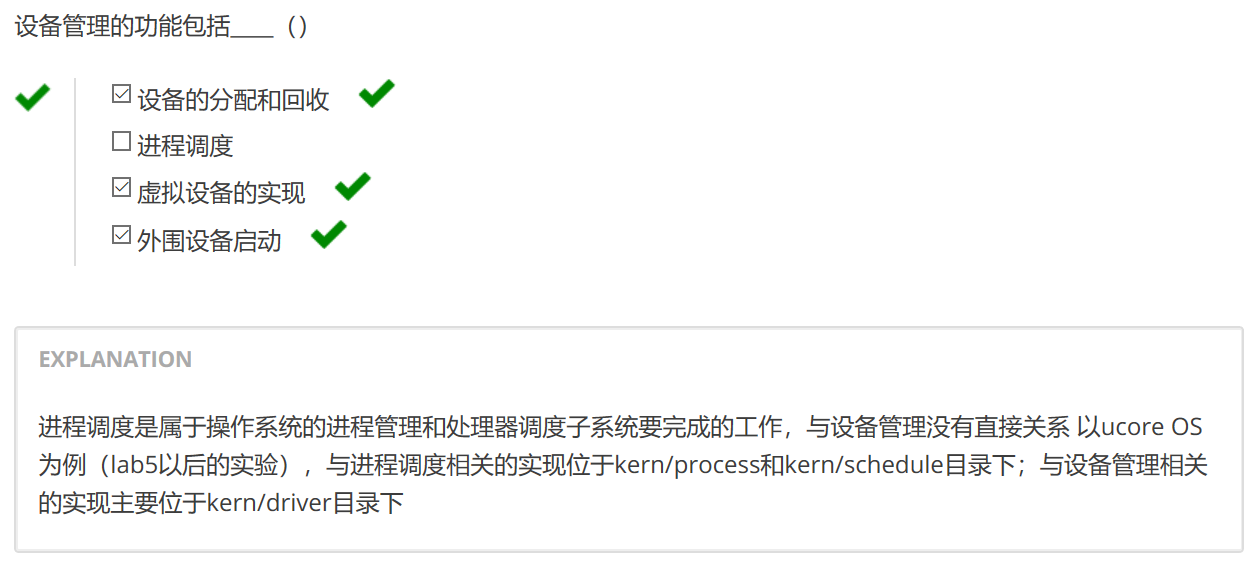 设备管理的功能包括____（）
设备的分配和回收
进程调度
虚拟设备的实现
外围设备启动
EXPLANATION
进程调度是属于操作系统的进程管理和处理器调度子系统要完成的工作，与设备管理没有直接关系 以ucore OS
为例（lab5以后的实验），与进程调度相关的实现位于kern/process和kern/schedule目录下；与设备管理相关
的实现主要位于kern/driver目录下